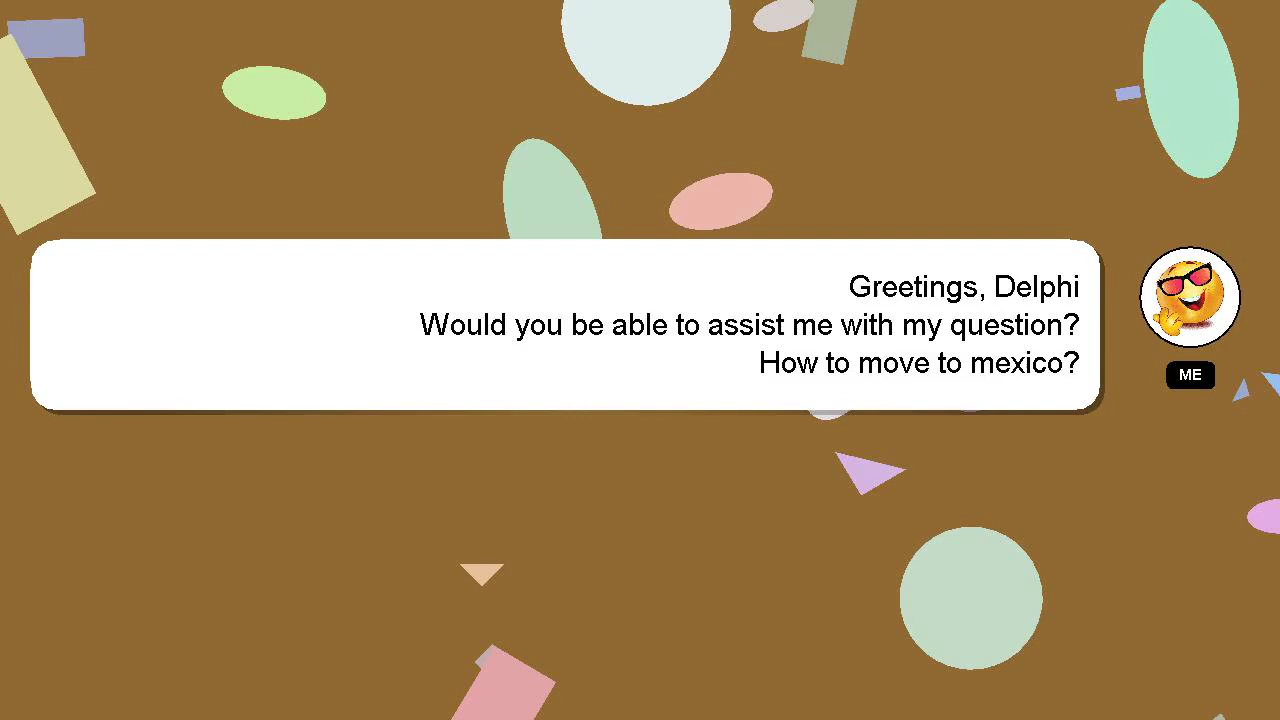 Greetings, Delphi
Would you be able to assist me with my question?
How to move to mexico?
ME